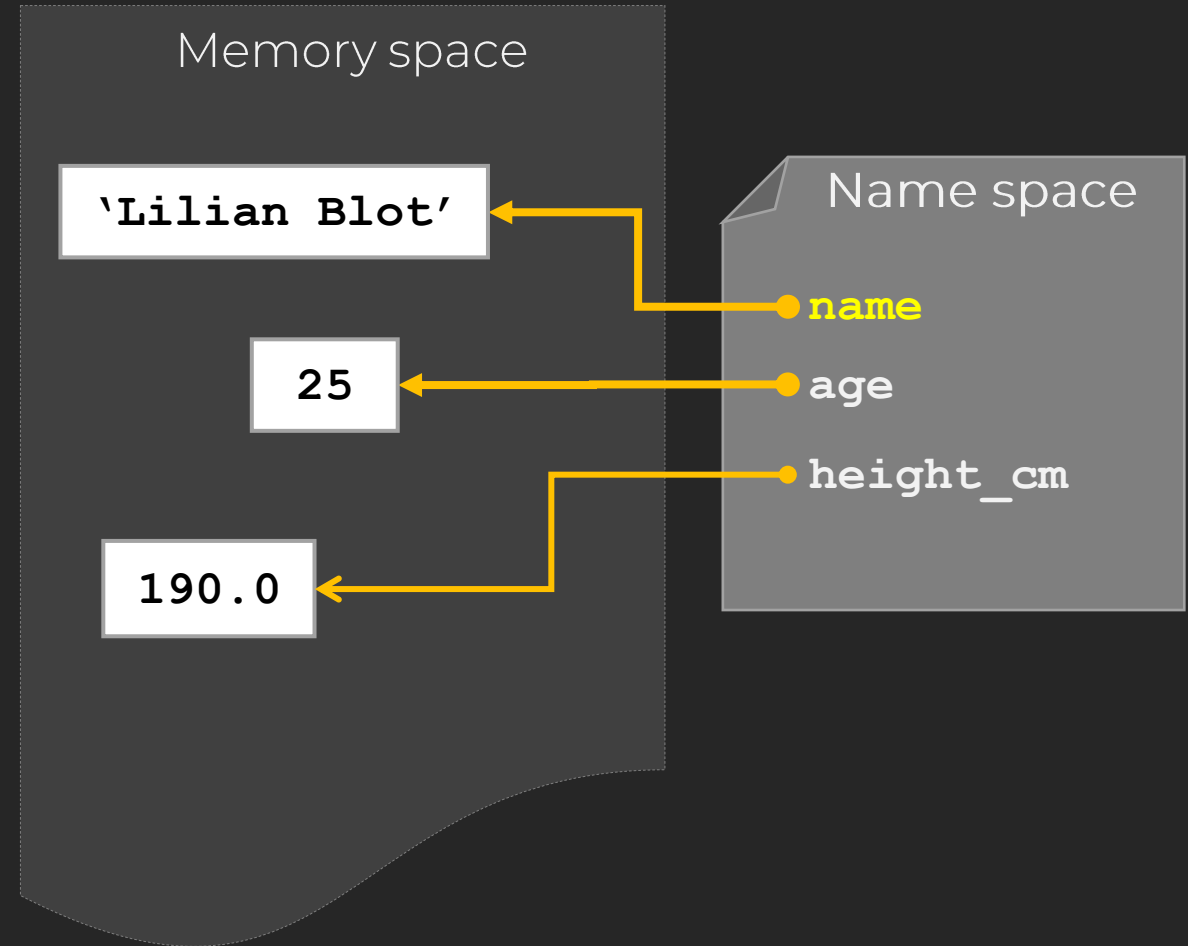 Memory space
‘Lilian Blot’
25
190.0
Name space
name
age
height_cm